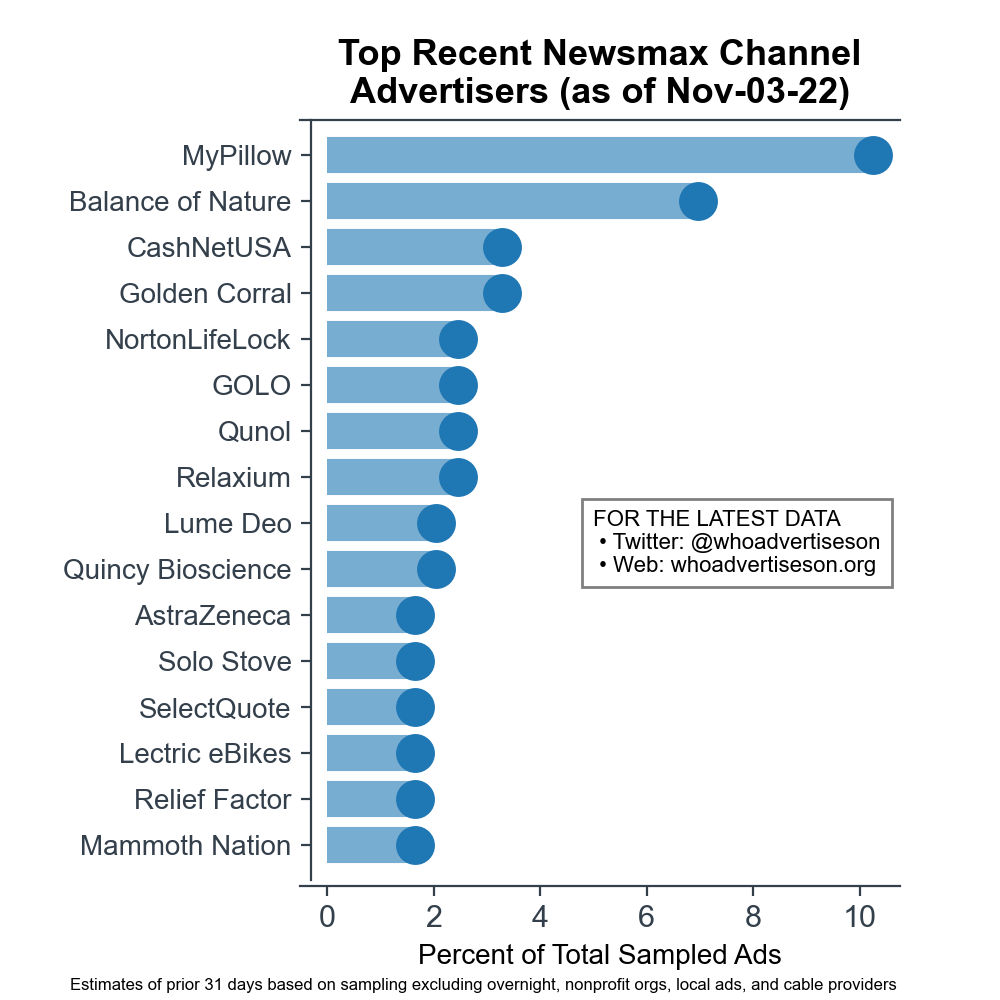 Top Recent Newsmax Channel
Advertisers (as of Nov-03-22)
MyPillow
Balance of Nature
CashNetUSA
Golden Corral
NortonLifeLock
GOLO
Qunol
Relaxium
Lume Deo
Quincy Bioscience
AstraZeneca
Solo Stove
SelectQuote
Lectric eBikes
Relief Factor
Mammoth Nation
FOR THE LATEST DATA
• Twitter: @whoadvertiseson
• Web: whoadvertiseson.org
0 2 4 6 8 10
Percent of Total Sampled Ads
Estimates of prior 31 days based on sampling excluding overnight, nonprofit orgs, local ads, and cable providers